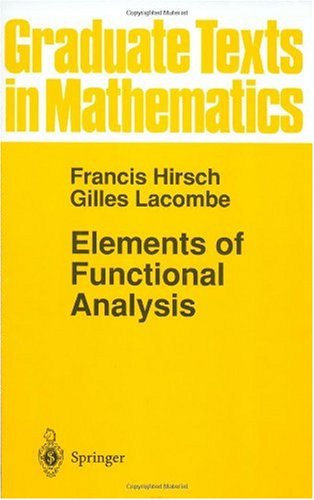 Graduate Texts
in Mathematics
Francis Hirsch
Gilles Lacombe
Elements of
Functional
Analysis
Springer